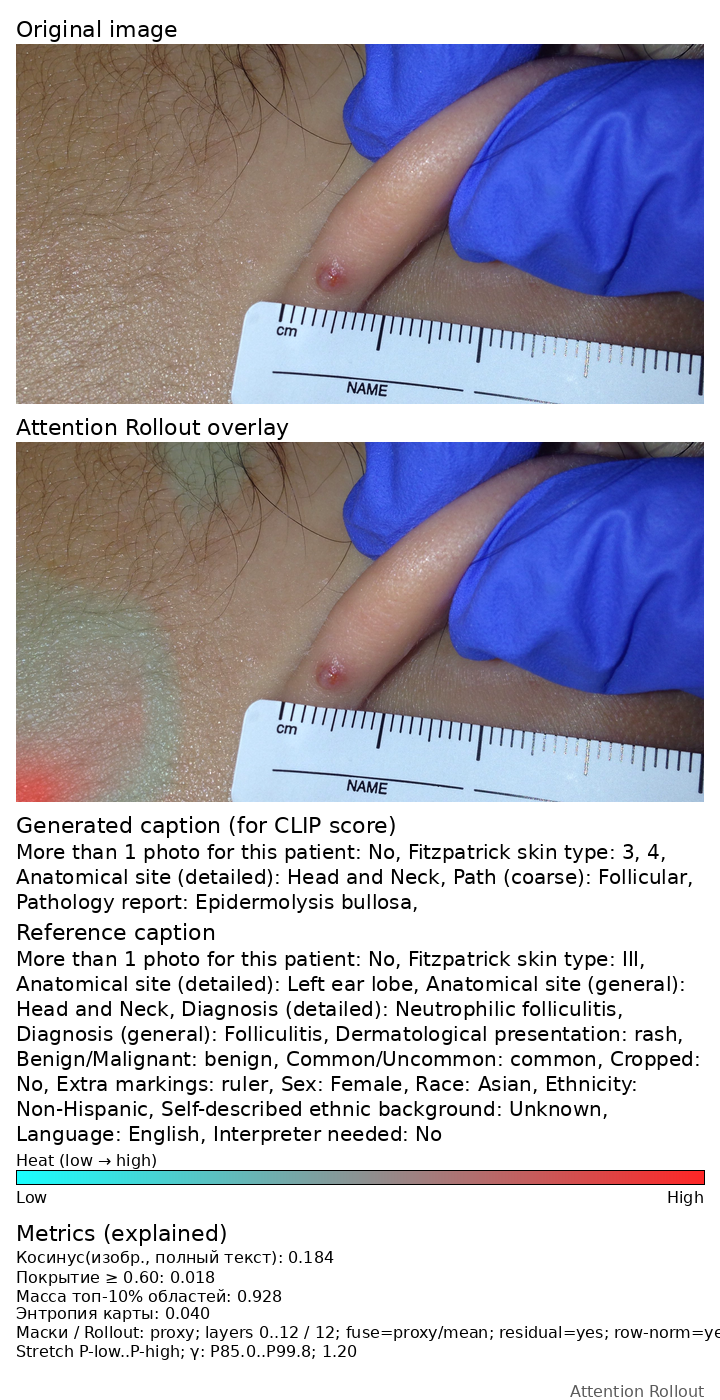 Original image
cm
NAME
Attention Rollout overlay
cm
NAME
Generated caption (for CLIP score)
More than 1 photo for this patient: No, Fitzpatrick skin type: 3, 4,
Anatomical site (detailed): Head and Neck, Path (coarse): Follicular,
Pathology report: Epidermolysis bullosa,
Reference caption
More than 1 photo for this patient: No, Fitzpatrick skin type: III,
Anatomical site (detailed): Left ear lobe, Anatomical site (general):
Head and Neck, Diagnosis (detailed): Neutrophilic folliculitis,
Diagnosis (general): Folliculitis, Dermatological presentation: rash,
Benign/Malignant: benign, Common/Uncommon: common, Cropped:
No, Extra markings: ruler, Sex: Female, Race: Asian, Ethnicity:
Non-Hispanic, Self-described ethnic background: Unknown,
Language: English, Interpreter needed: No
Heat (low → high)
Low High
Metrics (explained)
Косинус(изобр., полный текст): 0.184
Покрытие ≥ 0.60: 0.018
Масса топ-10% областей: 0.928
Энтропия карты: 0.040
Маски / Rollout: proxy; layers 0..12 / 12; fuse=proxy/mean; residual=yes; row-norm=ye
Stretch P-low..P-high; γ: P85.0..P99.8; 1.20
Attention Rollout